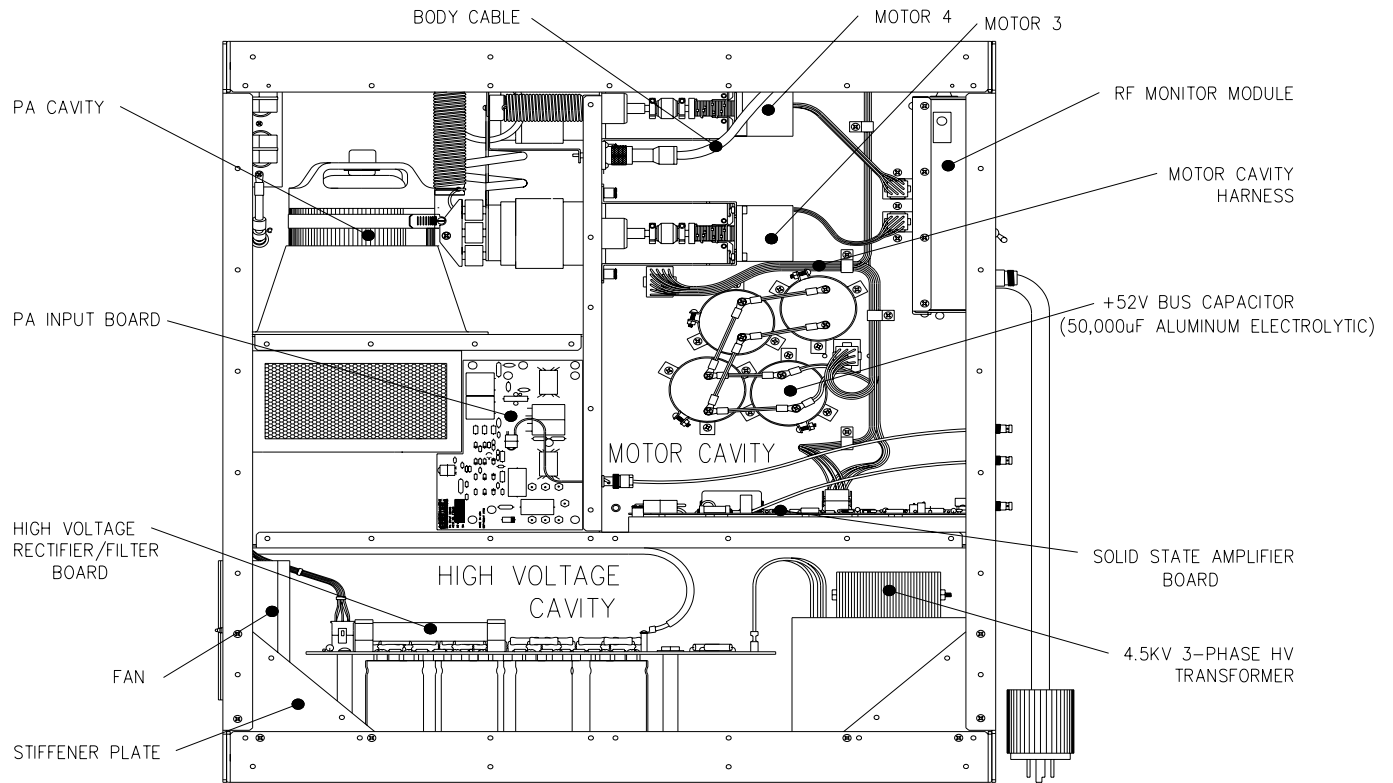 BODY CABLE
MOTOR 4
MOTOR 3
PA CAVITY
RF MONITOR MODULE
MOTOR CAVITY
HARNESS
+52V BUS CAPACITOR
(50,000uF ALUMINUM ELECTROLYTIC)
PA INPUT BOARD
MOTOR CAVITY
HIGH VOLTAGE
RECTIFIER/FILTER
BOARD
HIGH VOLTAGE
CAVITY
SOLID STATE AMPLIFIER
BOARD
FAN
4.5KV 3-PHASE HV
TRANSFORMER
STIFFENER PLATE